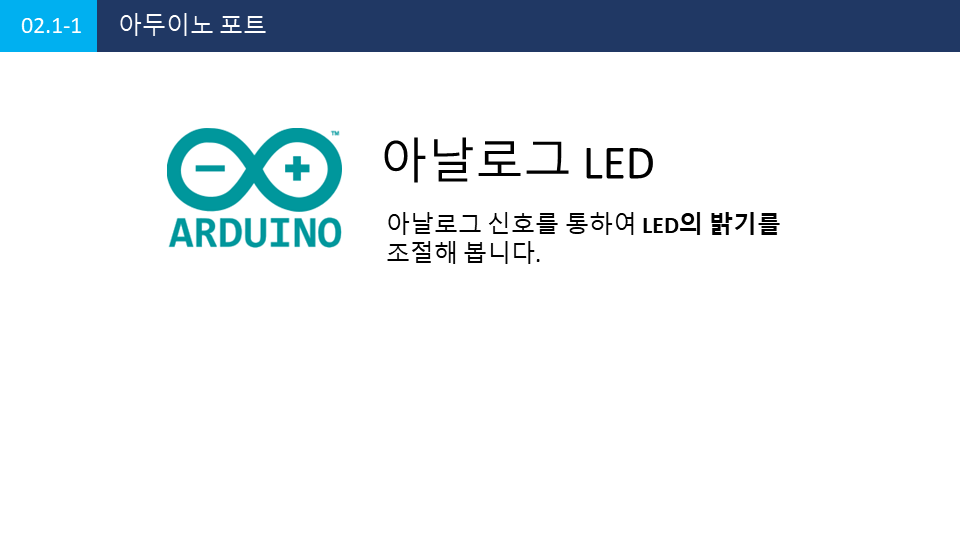 02.1-1 아두이노 포트
아날로그 LED
아날로그 신호를 통하여 LED의 밝기를
조절해 봅니다.
− +
TM
ARDUINO